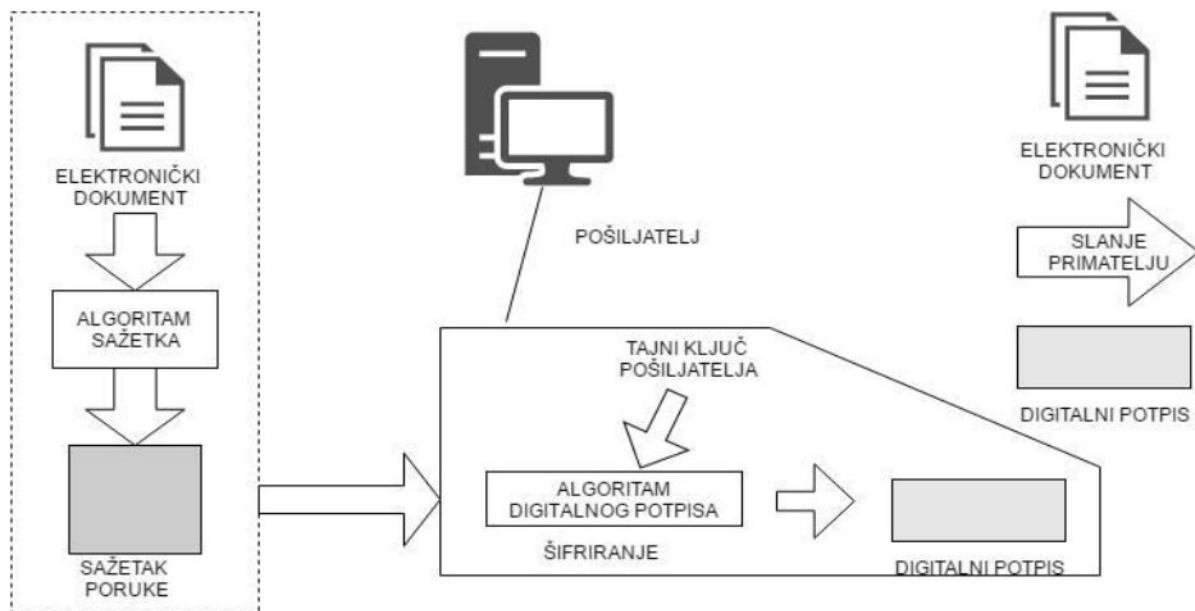 ELEKTRONIČKI
DOKUMENT
ALGORITAM
SAŽETKA
SAŽETAK
PORUKE
POŠILJATELJ
TAJNI KLJUČ
POŠILJATELJA
ALGORITAM
DIGITALNOG POTPISA
ŠIFRIRANJE
DIGITALNI POTPIS
ELEKTRONIČKI
DOKUMENT
SLANJE
PRIMATELJU
DIGITALNI POTPIS